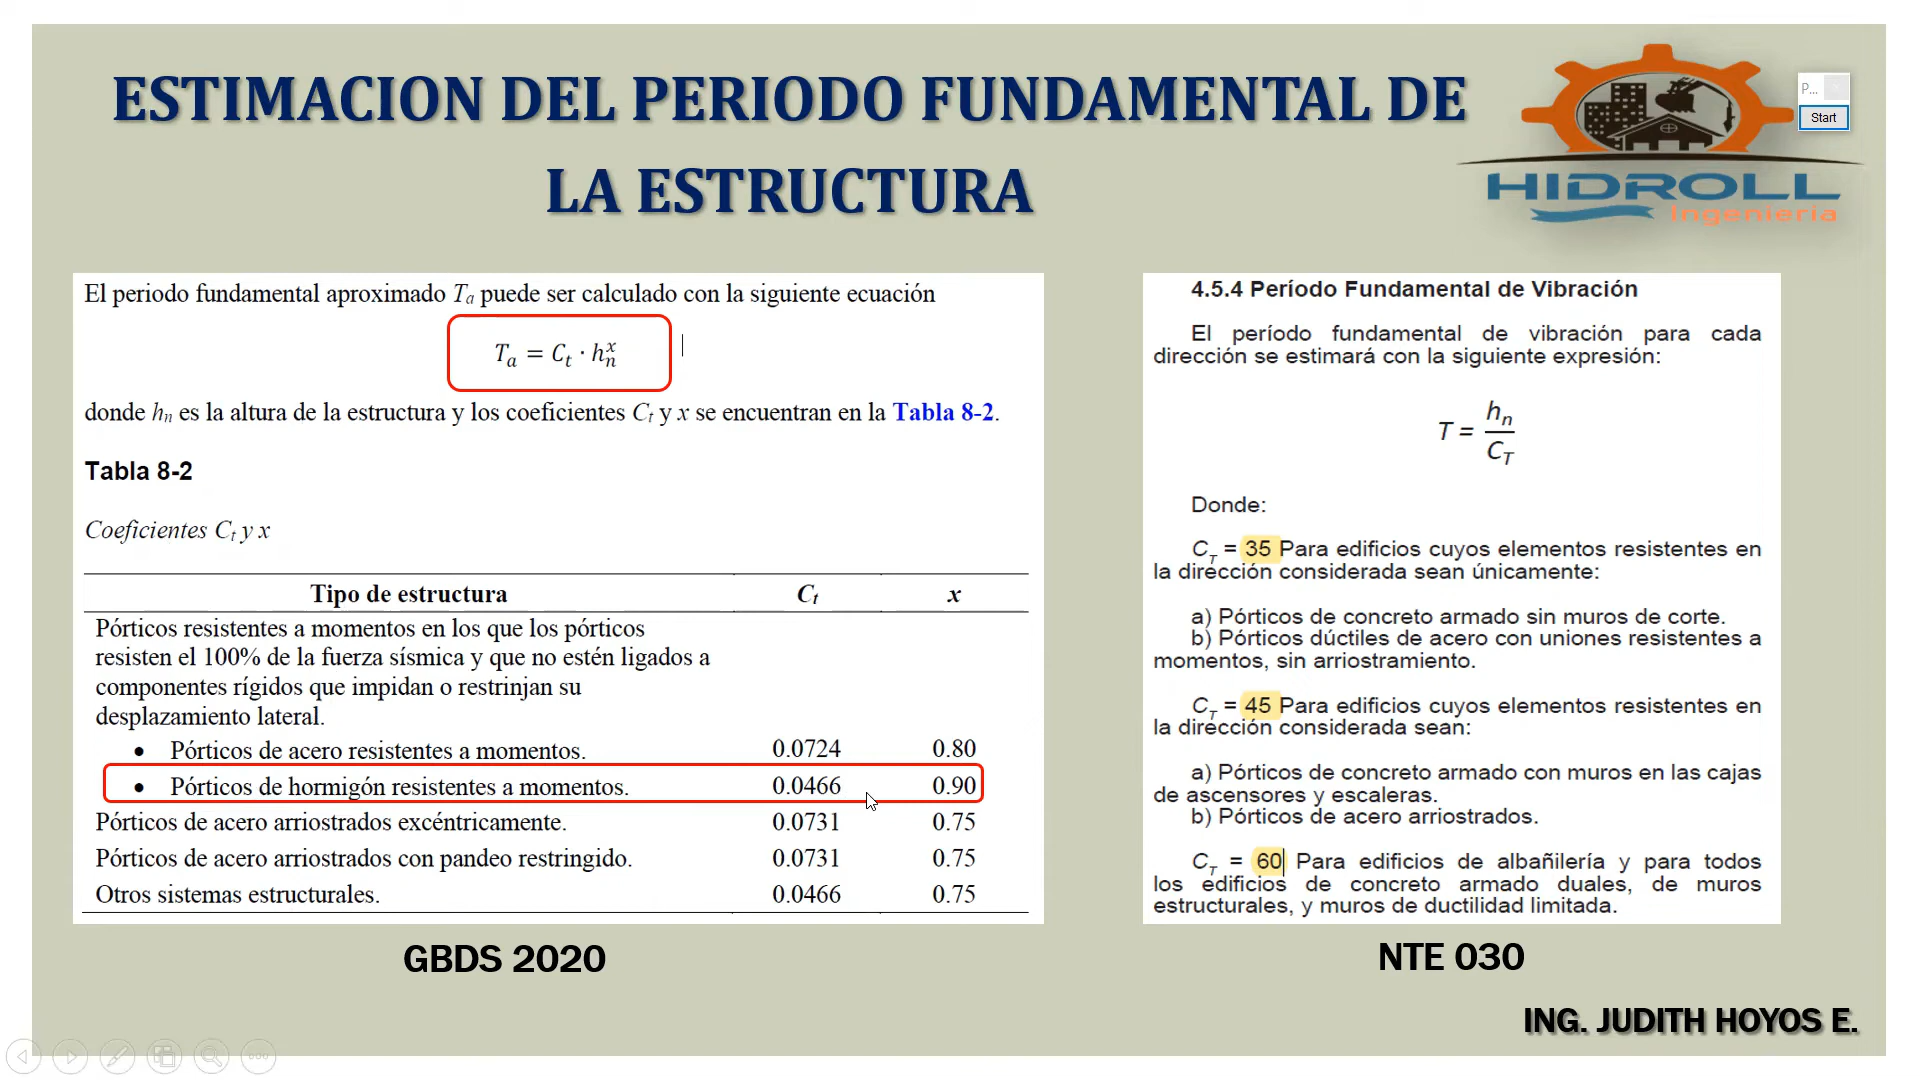 ESTIMACION DEL PERIODO FUNDAMENTAL DE
LA ESTRUCTURA
P...
Start
HIDROLL
Ingeniería
El periodo fundamental aproximado Ta puede ser calculado con la siguiente ecuación
Ta = Ct · hn^x
donde hn es la altura de la estructura y los coeficientes Ct y x se encuentran en la Tabla 8-2.
Tabla 8-2
Coeficientes Ct y x
Tipo de estructura Ct x
Pórticos resistentes a momentos en los que los pórticos
resisten el 100% de la fuerza sísmica y que no estén ligados a
componentes rígidos que impidan o restrinjan su
desplazamiento lateral.
• Pórticos de acero resistentes a momentos. 0.0724 0.80
• Pórticos de hormigón resistentes a momentos. 0.0466 0.90
Pórticos de acero arriostrados excéntricamente. 0.0731 0.75
Pórticos de acero arriostrados con pandeo restringido. 0.0731 0.75
Otros sistemas estructurales. 0.0466 0.75
GBDS 2020
4.5.4 Período Fundamental de Vibración
El período fundamental de vibración para cada
dirección se estimará con la siguiente expresión:
T = hn / CT
Donde:
CT = 35 Para edificios cuyos elementos resistentes en
la dirección considerada sean únicamente:
a) Pórticos de concreto armado sin muros de corte.
b) Pórticos dúctiles de acero con uniones resistentes a
momentos, sin arriostramiento.
CT = 45 Para edificios cuyos elementos resistentes en
la dirección considerada sean:
a) Pórticos de concreto armado con muros en las cajas
de ascensores y escaleras.
b) Pórticos de acero arriostrados.
CT = 60 Para edificios de albañilería y para todos
los edificios de concreto armado duales, de muros
estructurales, y muros de ductilidad limitada.
NTE 030
ING. JUDITH HOYOS E.